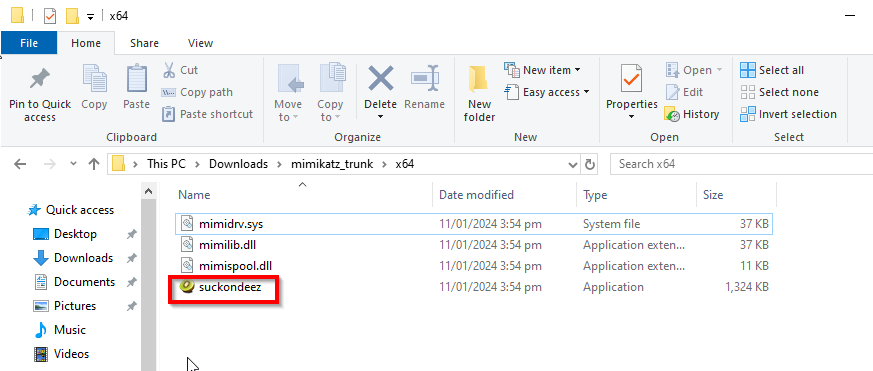 x64
File Home Share View
Pin to Quick access
Copy
Paste
Cut
Copy path
Paste shortcut
Clipboard
Move to
Copy to
Delete
Rename
Organize
New folder
New item
Easy access
New
Properties
Open
Edit
History
Open
Select all
Select none
Invert selection
Select
This PC > Downloads > mimikatz_trunk > x64
Search x64
Quick access
Desktop
Downloads
Documents
Pictures
Music
Videos
Name Date modified Type Size
mimidrv.sys 11/01/2024 3:54 pm System file 37 KB
mimilib.dll 11/01/2024 3:54 pm Application exten... 37 KB
mimispool.dll 11/01/2024 3:54 pm Application exten... 11 KB
suckondeez 11/01/2024 3:54 pm Application 1,324 KB